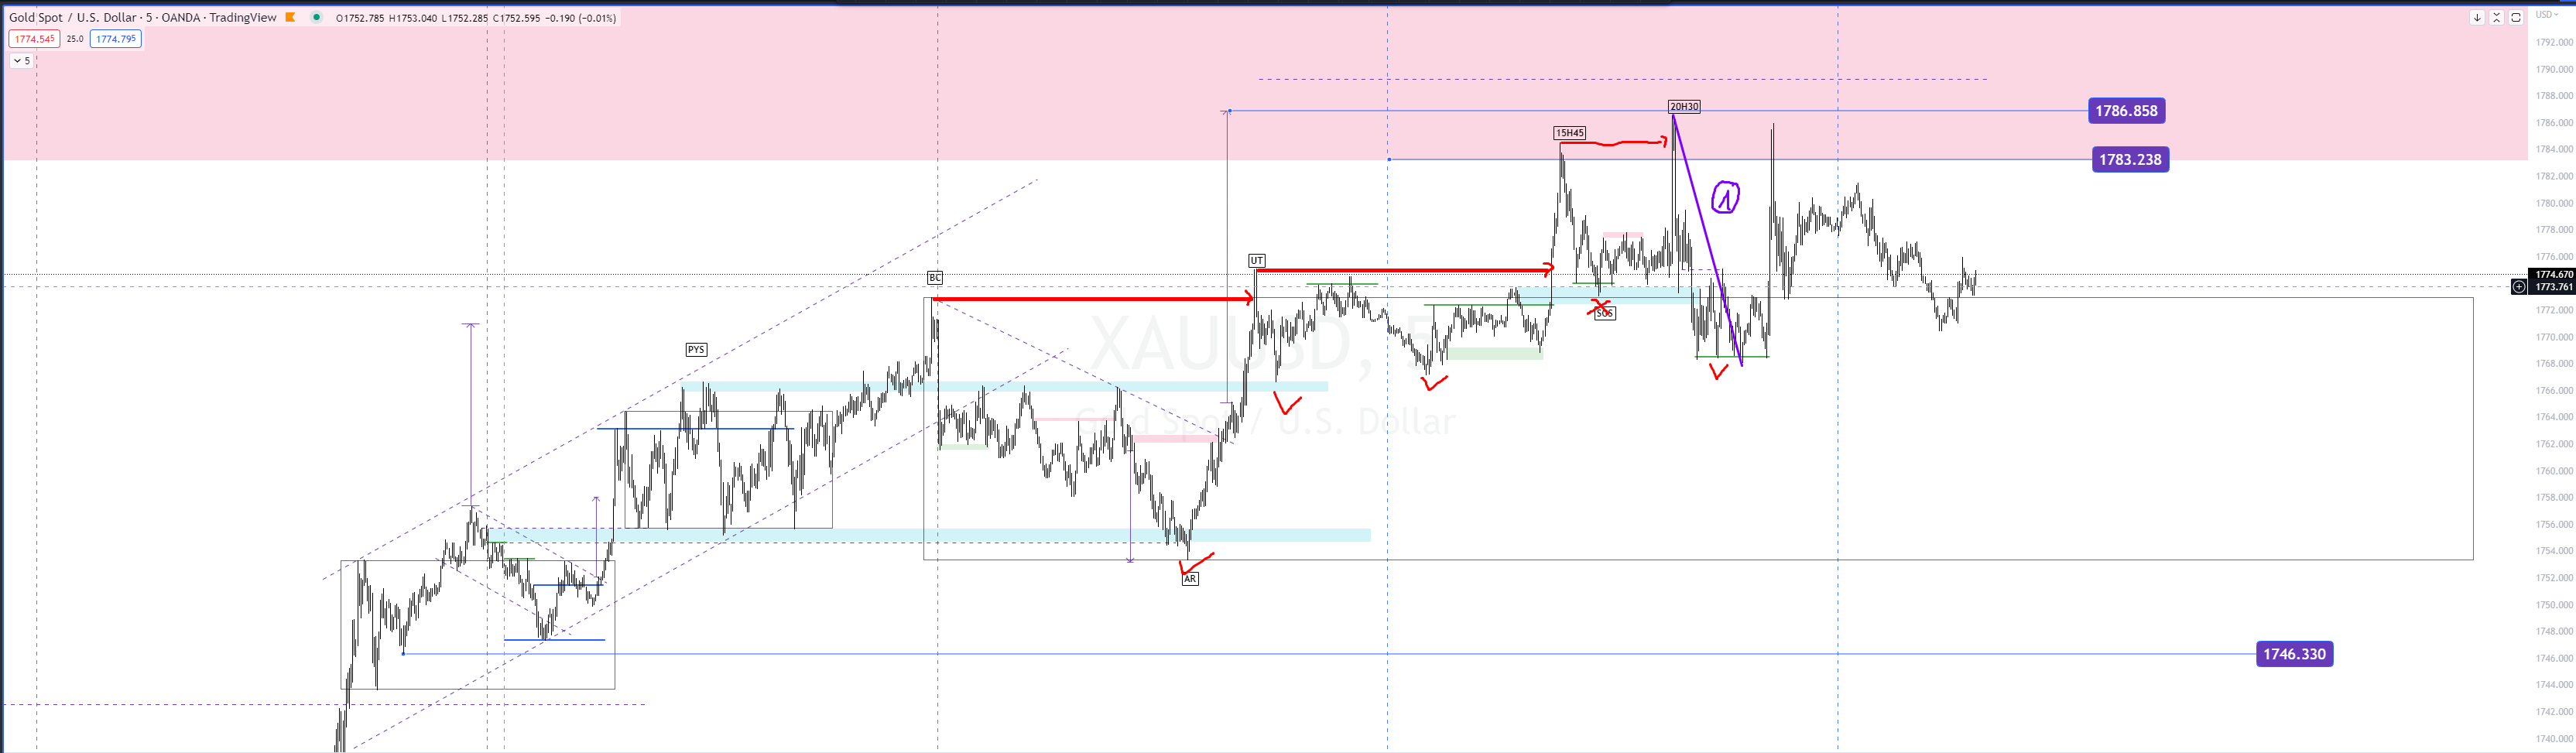 Gold Spot / U.S. Dollar · 5 · OANDA · TradingView O1752.785 H1753.040 L1752.285 C1752.595 −0.190 (−0.01%)
1774.545 25.0 1774.795
5
USD
1792.000
1790.000
1788.000
1786.000
1784.000
1782.000
1780.000
1778.000
1776.000
1774.670
1773.761
1772.000
1770.000
1768.000
1766.000
1764.000
1762.000
1760.000
1758.000
1756.000
1754.000
1752.000
1750.000
1748.000
1746.000
1744.000
1742.000
1740.000
20H30
1786.858
15H45
1783.238
1
UT
BC
SOS
PYS
XAUUSD, 5
Gold Spot / U.S. Dollar
AR
1746.330